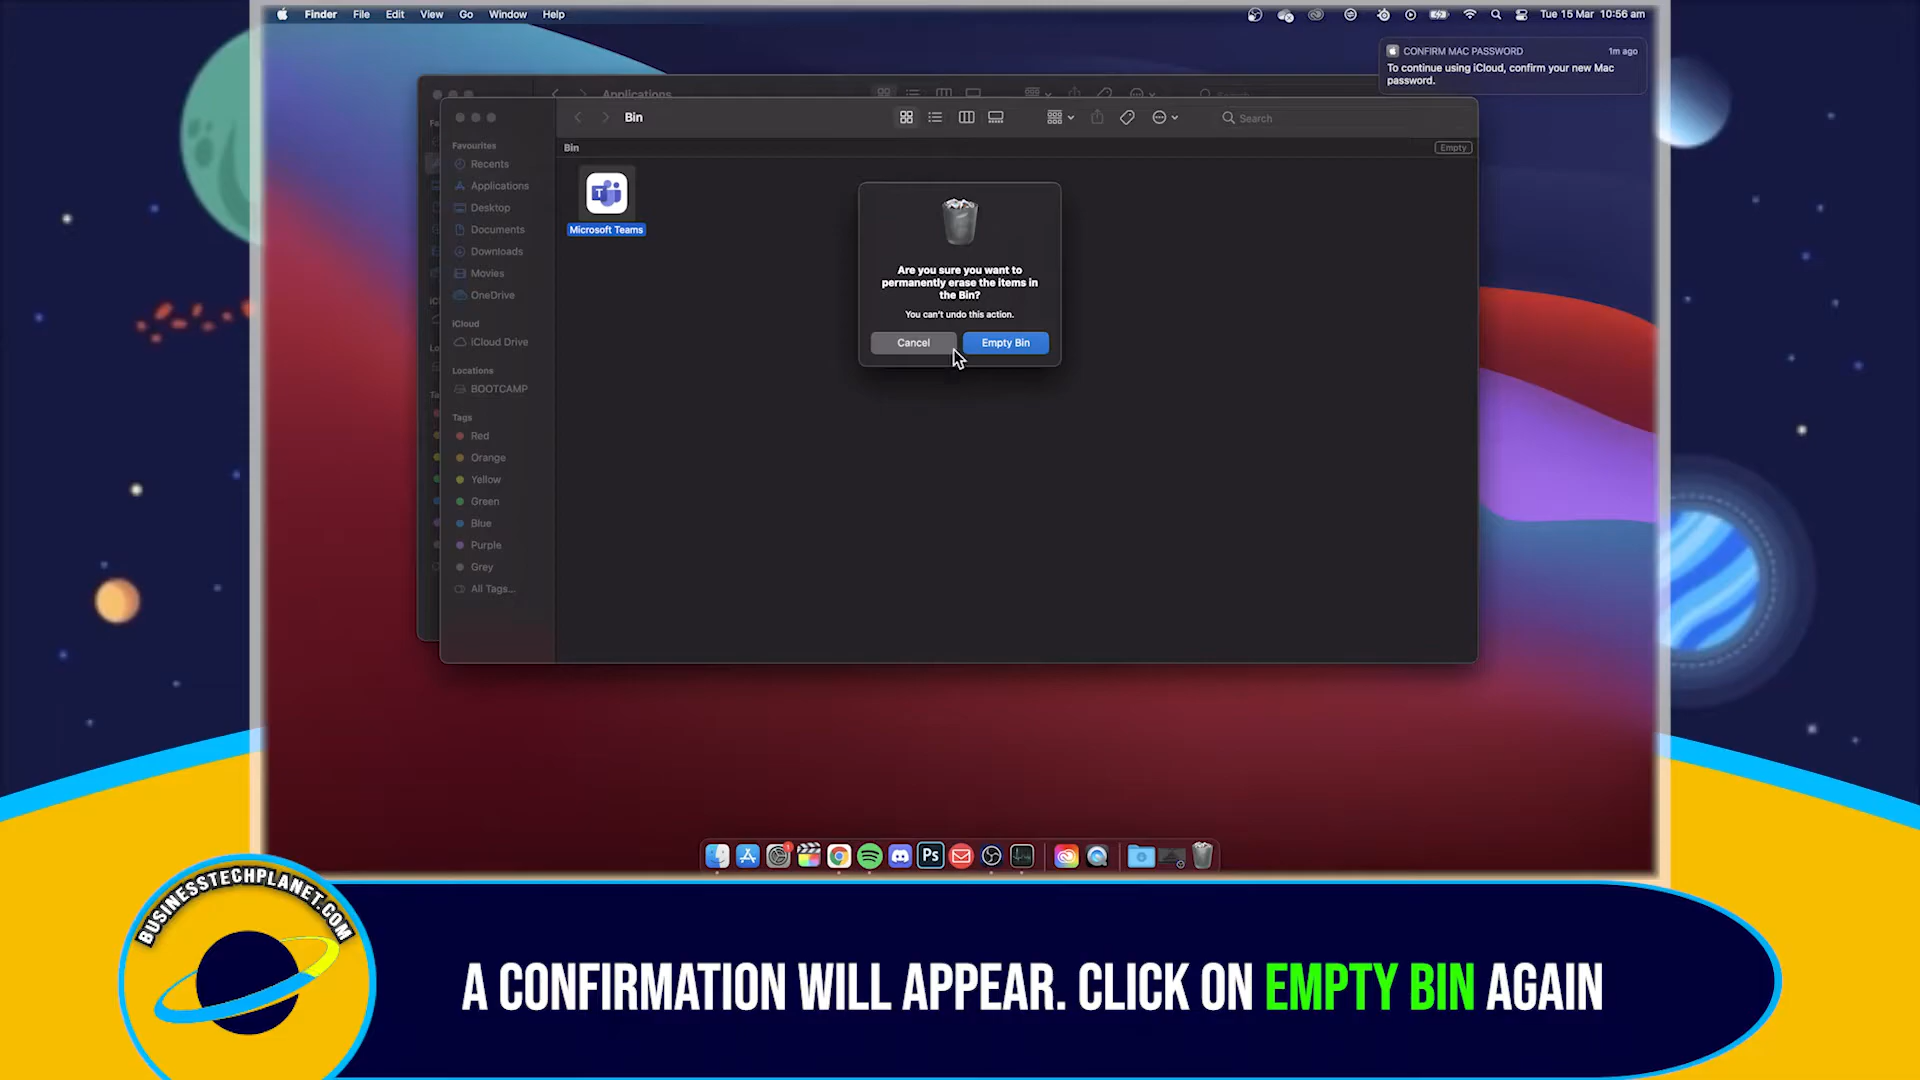 Finder File Edit View Go Window Help
Tue 15 Mar 10:56 am
CONFIRM MAC PASSWORD 1m ago
To continue using iCloud, confirm your new Mac
password.
Applications
Search
Bin
Search
Bin
Empty
Favourites
Recents
Applications
Desktop
Documents
Downloads
Movies
OneDrive
iCloud
iCloud Drive
Locations
BOOTCAMP
Tags
Red
Orange
Yellow
Green
Blue
Purple
Grey
All Tags...
T
Microsoft Teams
Are you sure you want to
permanently erase the items in
the Bin?
You can't undo this action.
Cancel
Empty Bin
Ps
BUSINESSTECHPLANET.COM
A CONFIRMATION WILL APPEAR. CLICK ON EMPTY BIN AGAIN